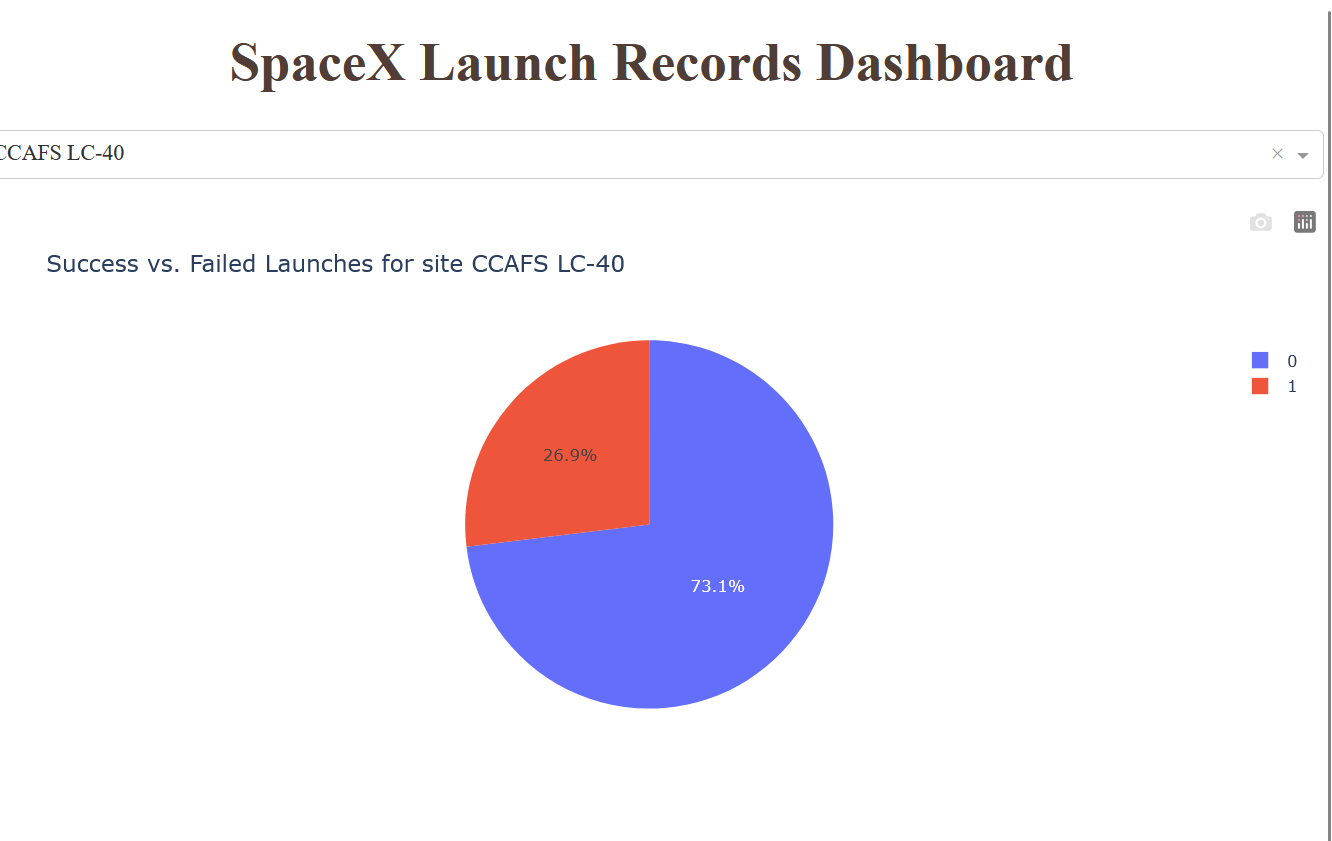 SpaceX Launch Records Dashboard
CCAFS LC-40
Success vs. Failed Launches for site CCAFS LC-40
0
1
26.9%
73.1%